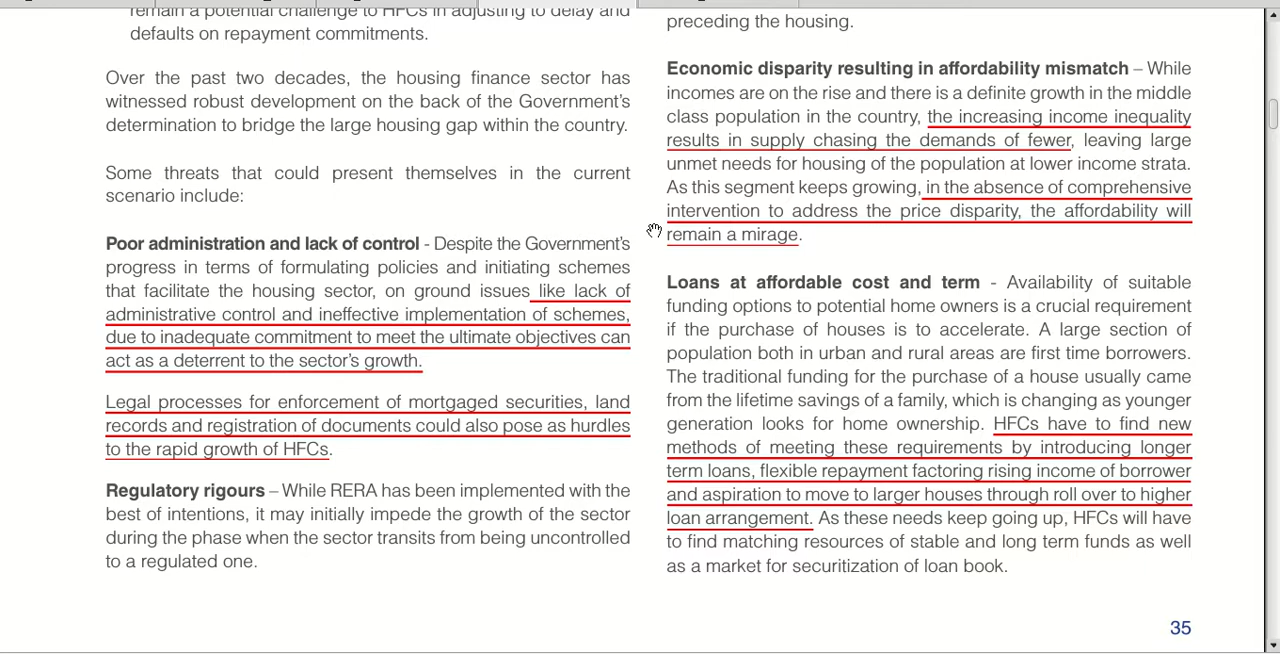 remain a potential challenge to HFCs in adjusting to delay and
defaults on repayment commitments.
Over the past two decades, the housing finance sector has
witnessed robust development on the back of the Government's
determination to bridge the large housing gap within the country.
Some threats that could present themselves in the current
scenario include:
Poor administration and lack of control - Despite the Government's
progress in terms of formulating policies and initiating schemes
that facilitate the housing sector, on ground issues like lack of
administrative control and ineffective implementation of schemes,
due to inadequate commitment to meet the ultimate objectives can
act as a deterrent to the sector's growth.
Legal processes for enforcement of mortgaged securities, land
records and registration of documents could also pose as hurdles
to the rapid growth of HFCs.
Regulatory rigours – While RERA has been implemented with the
best of intentions, it may initially impede the growth of the sector
during the phase when the sector transits from being uncontrolled
to a regulated one.
preceding the housing.
Economic disparity resulting in affordability mismatch – While
incomes are on the rise and there is a definite growth in the middle
class population in the country, the increasing income inequality
results in supply chasing the demands of fewer, leaving large
unmet needs for housing of the population at lower income strata.
As this segment keeps growing, in the absence of comprehensive
intervention to address the price disparity, the affordability will
remain a mirage.
Loans at affordable cost and term - Availability of suitable
funding options to potential home owners is a crucial requirement
if the purchase of houses is to accelerate. A large section of
population both in urban and rural areas are first time borrowers.
The traditional funding for the purchase of a house usually came
from the lifetime savings of a family, which is changing as younger
generation looks for home ownership. HFCs have to find new
methods of meeting these requirements by introducing longer
term loans, flexible repayment factoring rising income of borrower
and aspiration to move to larger houses through roll over to higher
loan arrangement. As these needs keep going up, HFCs will have
to find matching resources of stable and long term funds as well
as a market for securitization of loan book.
35